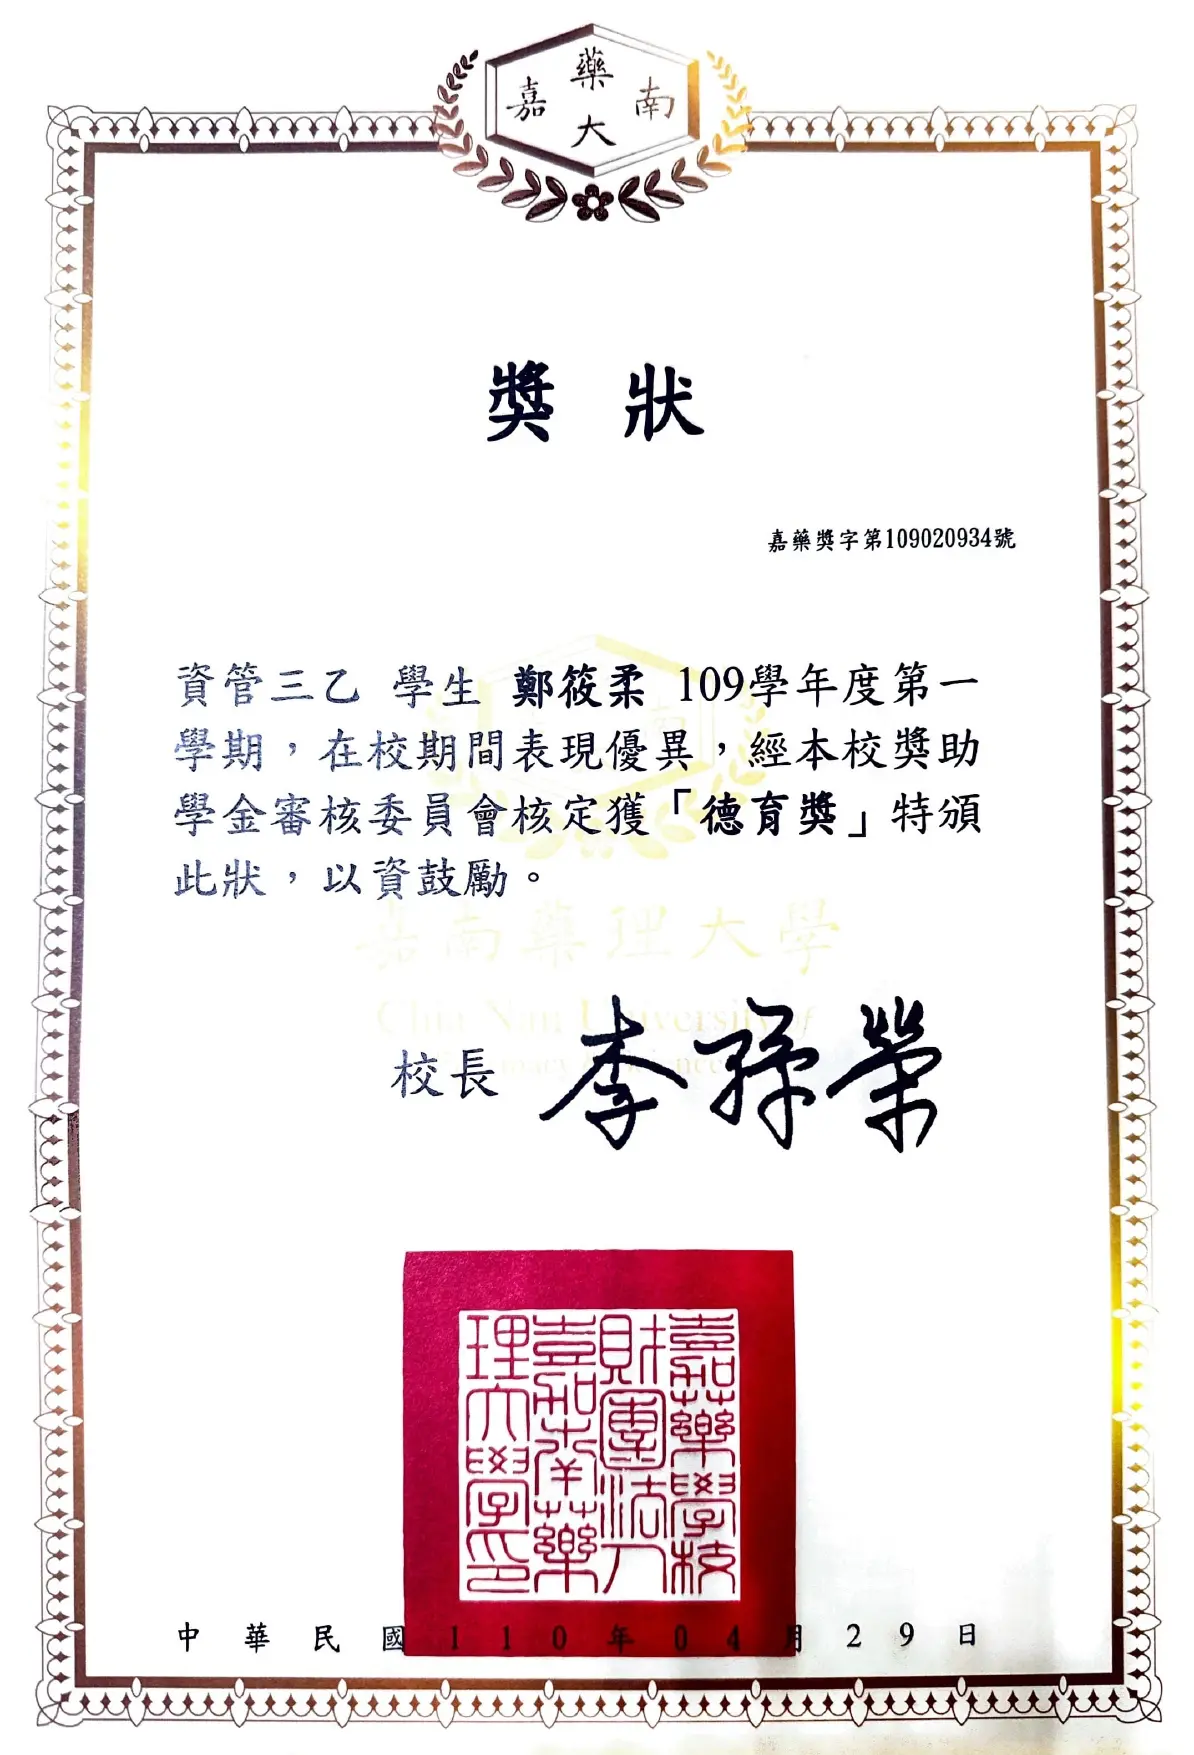 藥
嘉 南
大
獎狀
嘉藥獎字第109020934號
資管三乙 學生 鄭筱柔 109學年度第一
學期，在校期間表現優異，經本校獎助
學金審核委員會核定獲「德育獎」特頒
此狀，以資鼓勵。
嘉南藥理大學
Chia Nan University of
校長 李孫榮
嘉藥學校
財團法人
嘉南藥
理大學印
中華民國110年04月29日